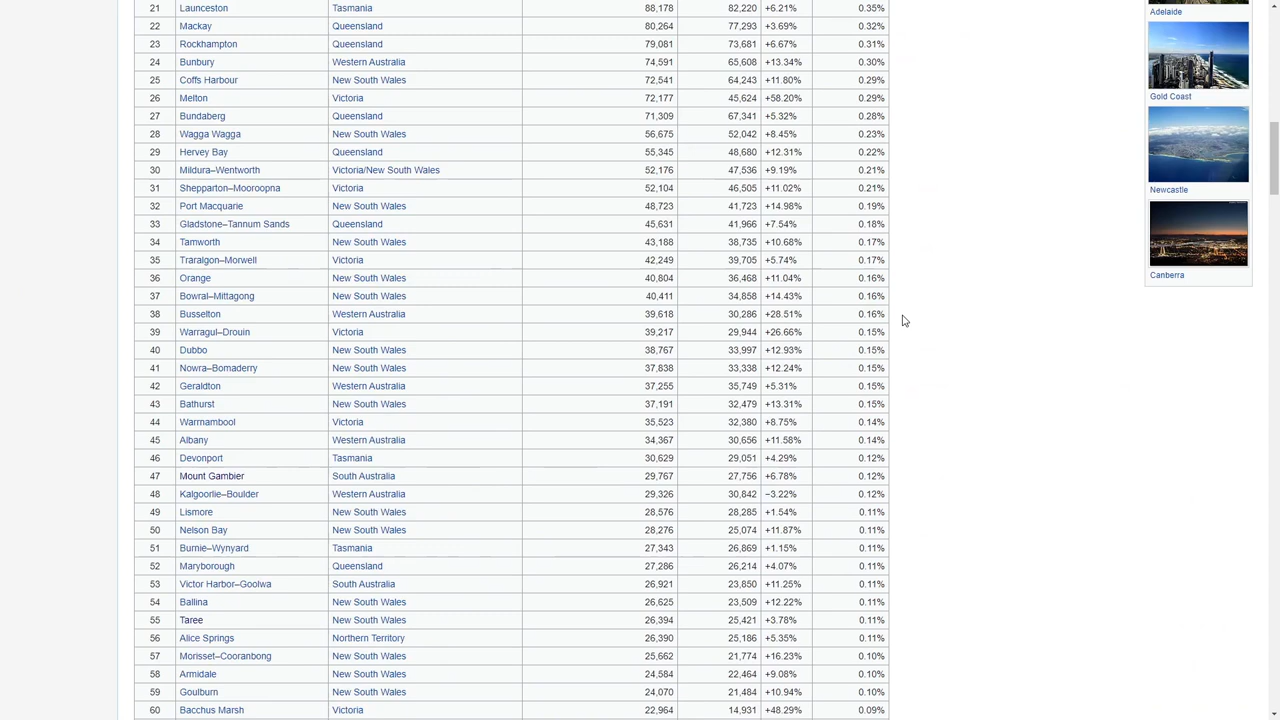 21 Launceston Tasmania 88,178 82,220 +6.21% 0.35%
22 Mackay Queensland 80,264 77,293 +3.69% 0.32%
23 Rockhampton Queensland 79,081 73,681 +6.67% 0.31%
24 Bunbury Western Australia 74,591 65,608 +13.34% 0.30%
25 Coffs Harbour New South Wales 72,541 64,243 +11.80% 0.29%
26 Melton Victoria 72,177 45,624 +58.20% 0.29%
27 Bundaberg Queensland 71,309 67,341 +5.32% 0.28%
28 Wagga Wagga New South Wales 56,675 52,042 +8.45% 0.23%
29 Hervey Bay Queensland 55,345 48,680 +12.31% 0.22%
30 Mildura–Wentworth Victoria/New South Wales 52,176 47,536 +9.19% 0.21%
31 Shepparton–Mooroopna Victoria 52,104 46,505 +11.02% 0.21%
32 Port Macquarie New South Wales 48,723 41,723 +14.98% 0.19%
33 Gladstone–Tannum Sands Queensland 45,631 41,966 +7.54% 0.18%
34 Tamworth New South Wales 43,188 38,735 +10.68% 0.17%
35 Traralgon–Morwell Victoria 42,249 39,705 +5.74% 0.17%
36 Orange New South Wales 40,804 36,468 +11.04% 0.16%
37 Bowral–Mittagong New South Wales 40,411 34,858 +14.43% 0.16%
38 Busselton Western Australia 39,618 30,286 +28.51% 0.16%
39 Warragul–Drouin Victoria 39,217 29,944 +26.66% 0.15%
40 Dubbo New South Wales 38,767 33,997 +12.93% 0.15%
41 Nowra–Bomaderry New South Wales 37,838 33,338 +12.24% 0.15%
42 Geraldton Western Australia 37,255 35,749 +5.31% 0.15%
43 Bathurst New South Wales 37,191 32,479 +13.31% 0.15%
44 Warrnambool Victoria 35,523 32,380 +8.75% 0.14%
45 Albany Western Australia 34,367 30,656 +11.58% 0.14%
46 Devonport Tasmania 30,629 29,051 +4.29% 0.12%
47 Mount Gambier South Australia 29,767 27,756 +6.78% 0.12%
48 Kalgoorlie–Boulder Western Australia 29,326 30,842 −3.22% 0.12%
49 Lismore New South Wales 28,576 28,285 +1.54% 0.11%
50 Nelson Bay New South Wales 28,276 25,074 +11.87% 0.11%
51 Burnie–Wynyard Tasmania 27,343 26,869 +1.15% 0.11%
52 Maryborough Queensland 27,286 26,214 +4.07% 0.11%
53 Victor Harbor–Goolwa South Australia 26,921 23,850 +11.25% 0.11%
54 Ballina New South Wales 26,625 23,509 +12.22% 0.11%
55 Taree New South Wales 26,394 25,421 +3.78% 0.11%
56 Alice Springs Northern Territory 26,390 25,186 +5.35% 0.11%
57 Morisset–Cooranbong New South Wales 25,662 21,774 +16.23% 0.10%
58 Armidale New South Wales 24,584 22,464 +9.08% 0.10%
59 Goulburn New South Wales 24,070 21,484 +10.94% 0.10%
60 Bacchus Marsh Victoria 22,964 14,931 +48.29% 0.09%
Adelaide
Gold Coast
Newcastle
Canberra